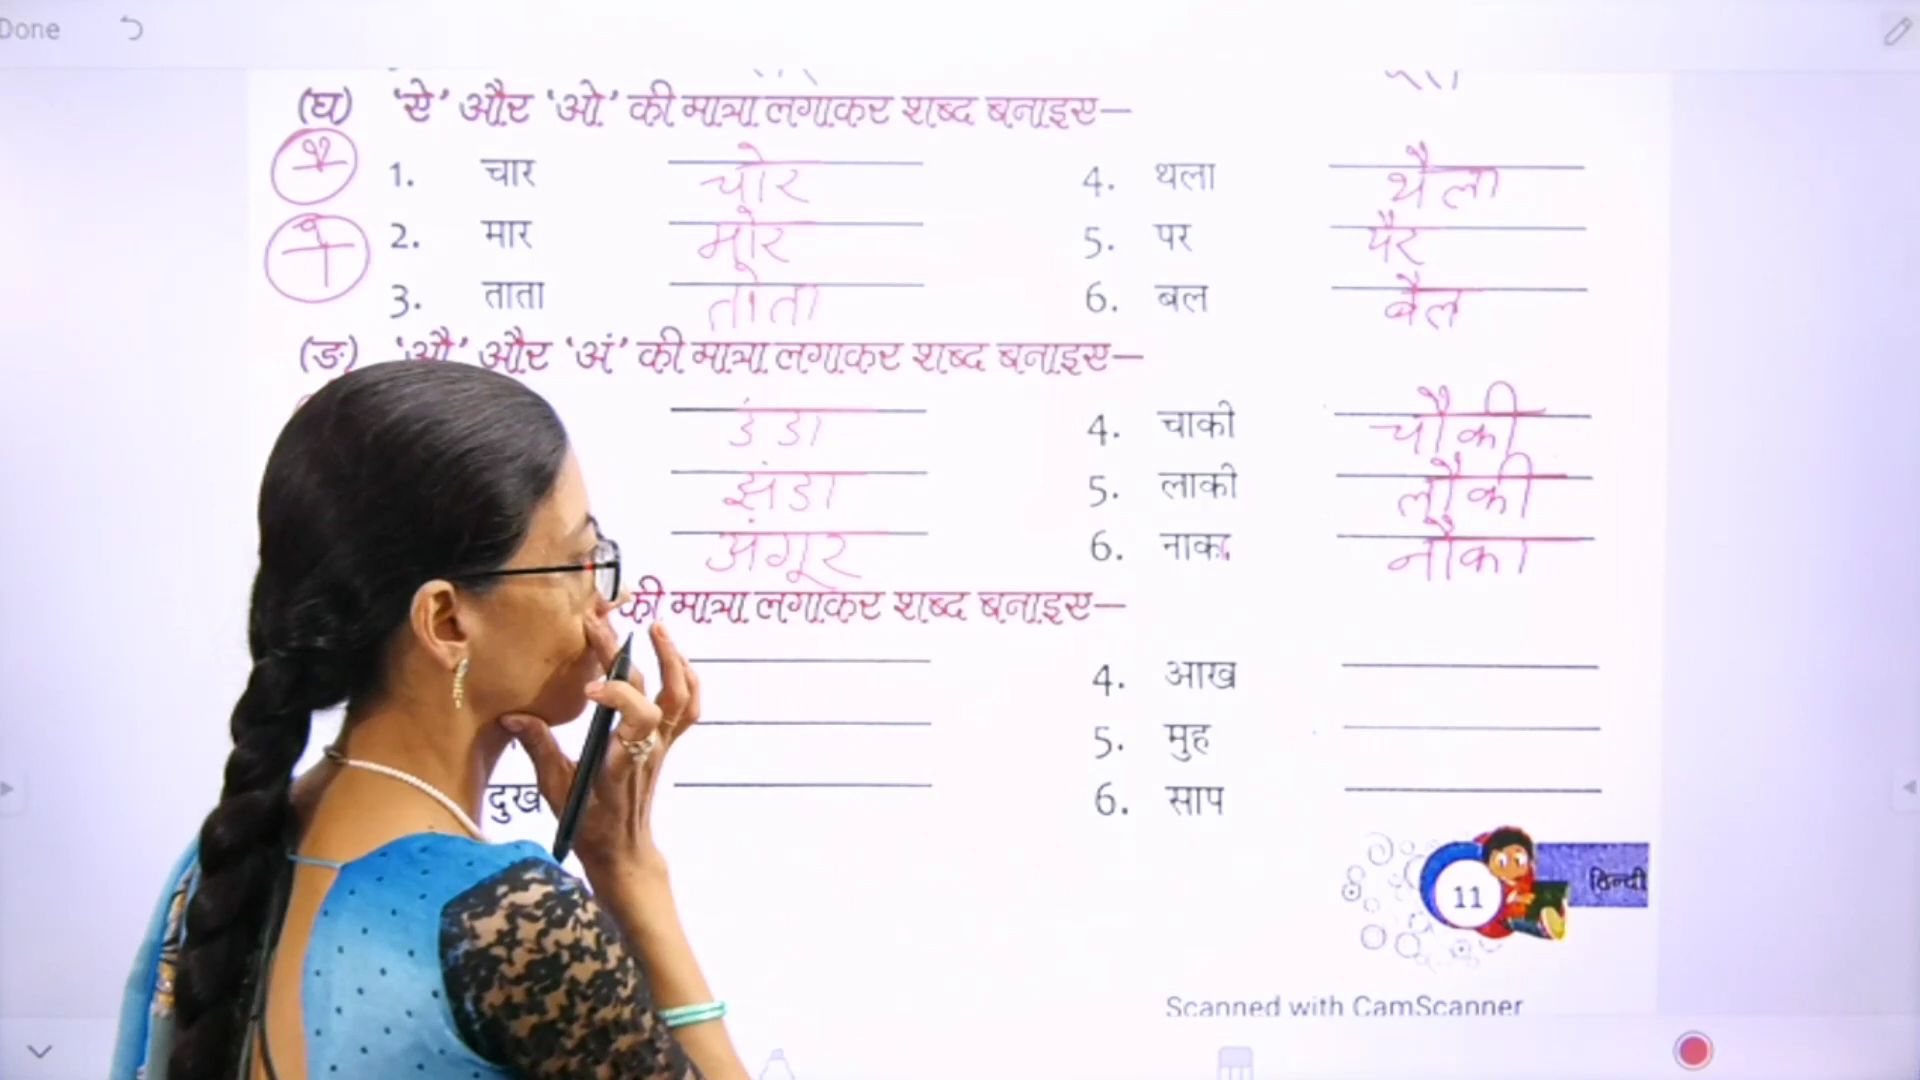 Done
(घ) 'ऐ' और 'ओ' की मात्रा लगाकर शब्द बनाइए—
1. चार चोर 4. थला थैला
2. मार मोर 5. पर पैर
3. ताता तोता 6. बल बैल
(ङ) 'औ' और 'अं' की मात्रा लगाकर शब्द बनाइए—
डंडा 4. चाकी चौकी
झंडा 5. लाकी लौकी
अंगूर 6. नाका नौका
की मात्रा लगाकर शब्द बनाइए—
4. आख
5. मुह
दुख 6. साप
11 हिन्दी
Scanned with CamScanner